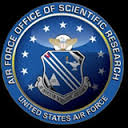 AIR FORCE OFFICE OF SCIENTIFIC RESEARCH
UNITED STATES AIR FORCE